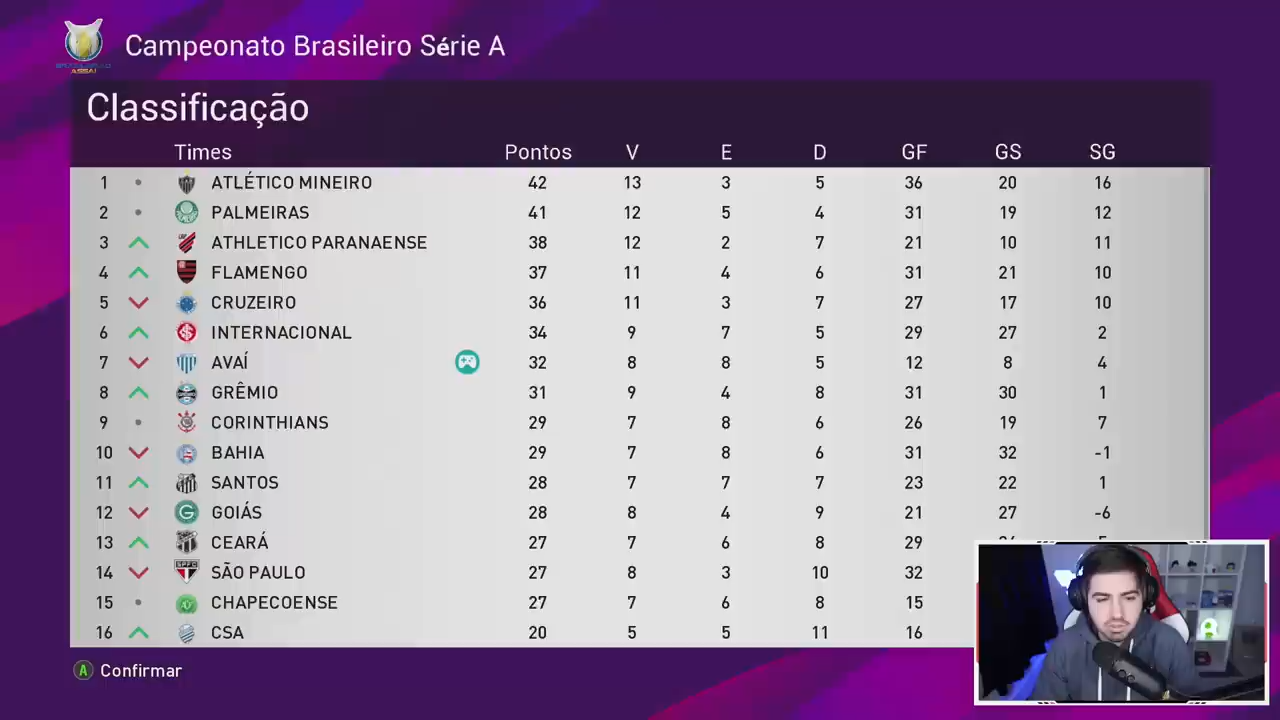 Campeonato Brasileiro Série A
Classificação
Times Pontos V E D GF GS SG
1 ATLÉTICO MINEIRO 42 13 3 5 36 20 16
2 PALMEIRAS 41 12 5 4 31 19 12
3 ATHLETICO PARANAENSE 38 12 2 7 21 10 11
4 FLAMENGO 37 11 4 6 31 21 10
5 CRUZEIRO 36 11 3 7 27 17 10
6 INTERNACIONAL 34 9 7 5 29 27 2
7 AVAÍ 32 8 8 5 12 8 4
8 GRÊMIO 31 9 4 8 31 30 1
9 CORINTHIANS 29 7 8 6 26 19 7
10 BAHIA 29 7 8 6 31 32 -1
11 SANTOS 28 7 7 7 23 22 1
12 GOIÁS 28 8 4 9 21 27 -6
13 CEARÁ 27 7 6 8 29
14 SÃO PAULO 27 8 3 10 32
15 CHAPECOENSE 27 7 6 8 15
16 CSA 20 5 5 11 16
A Confirmar